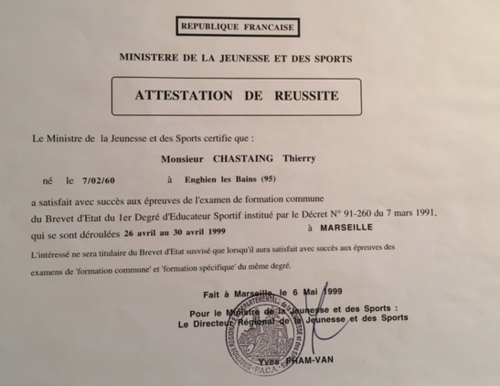 REPUBLIQUE FRANCAISE
MINISTERE DE LA JEUNESSE ET DES SPORTS
ATTESTATION DE REUSSITE
Le Ministre de la Jeunesse et des Sports certifie que :
Monsieur CHASTAING Thierry
né le 7/02/60 à Enghien les Bains (95)
a satisfait avec succès aux épreuves de l'examen de formation commune
du Brevet d'Etat du 1er Degré d'Educateur Sportif institué par le Décret N° 91-260 du 7 mars 1991,
qui se sont déroulées 26 avril au 30 avril 1999 à MARSEILLE
L'intéressé ne sera titulaire du Brevet d'Etat susvisé que lorsqu'il aura satisfait avec succès aux épreuves des
examens de 'formation commune' et 'formation spécifique' du même degré.
Fait à Marseille, le 6 Mai 1999
Pour le Ministre de la Jeunesse et des Sports :
Le Directeur Régional de la Jeunesse et des Sports
Yves PHAM-VAN
P.A.C.A.